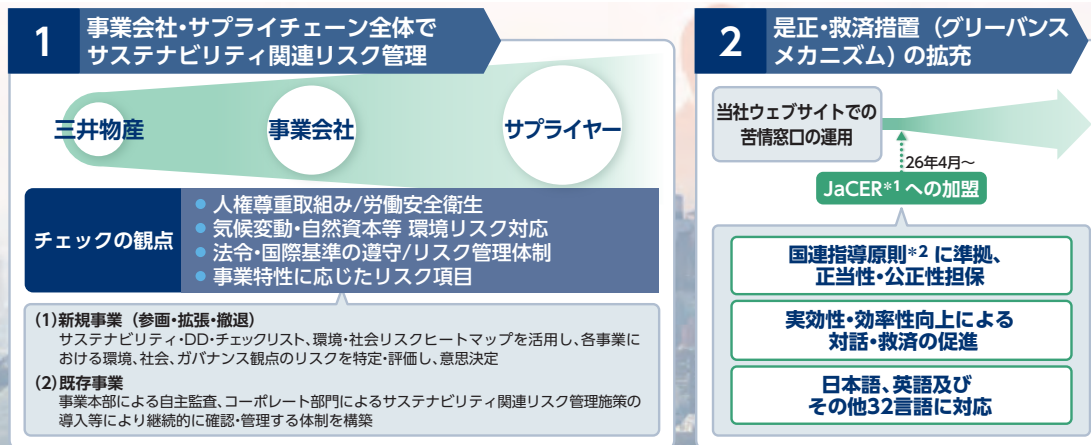 1
事業会社・サプライチェーン全体で
サステナビリティ関連リスク管理
三井物産
事業会社
サプライヤー
チェックの観点
● 人権尊重取組み/労働安全衛生
● 気候変動・自然資本等 環境リスク対応
● 法令・国際基準の遵守/リスク管理体制
● 事業特性に応じたリスク項目
(1)新規事業（参画・拡張・撤退）
サステナビリティ・DD・チェックリスト、環境・社会リスクヒートマップを活用し、各事業に
おける環境、社会、ガバナンス観点のリスクを特定・評価し、意思決定
(2)既存事業
事業本部による自主監査、コーポレート部門によるサステナビリティ関連リスク管理施策の
導入等により継続的に確認・管理する体制を構築
2
是正・救済措置（グリーバンス
メカニズム）の拡充
当社ウェブサイトでの
苦情窓口の運用
26年4月～
JaCER*1 への加盟
国連指導原則*2 に準拠、
正当性・公正性担保
実効性・効率性向上による
対話・救済の促進
日本語、英語及び
その他32言語に対応